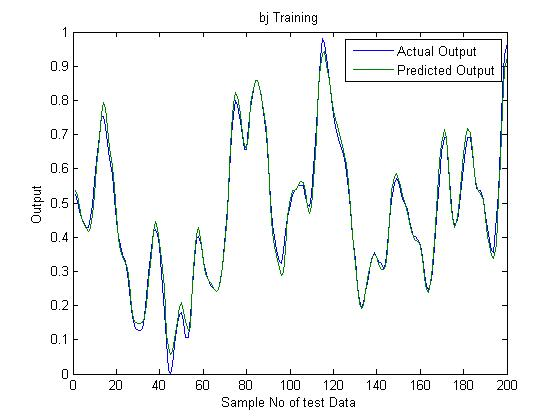 bj Training
Actual Output
Predicted Output
Output
1
0.9
0.8
0.7
0.6
0.5
0.4
0.3
0.2
0.1
0
0 20 40 60 80 100 120 140 160 180 200
Sample No of test Data